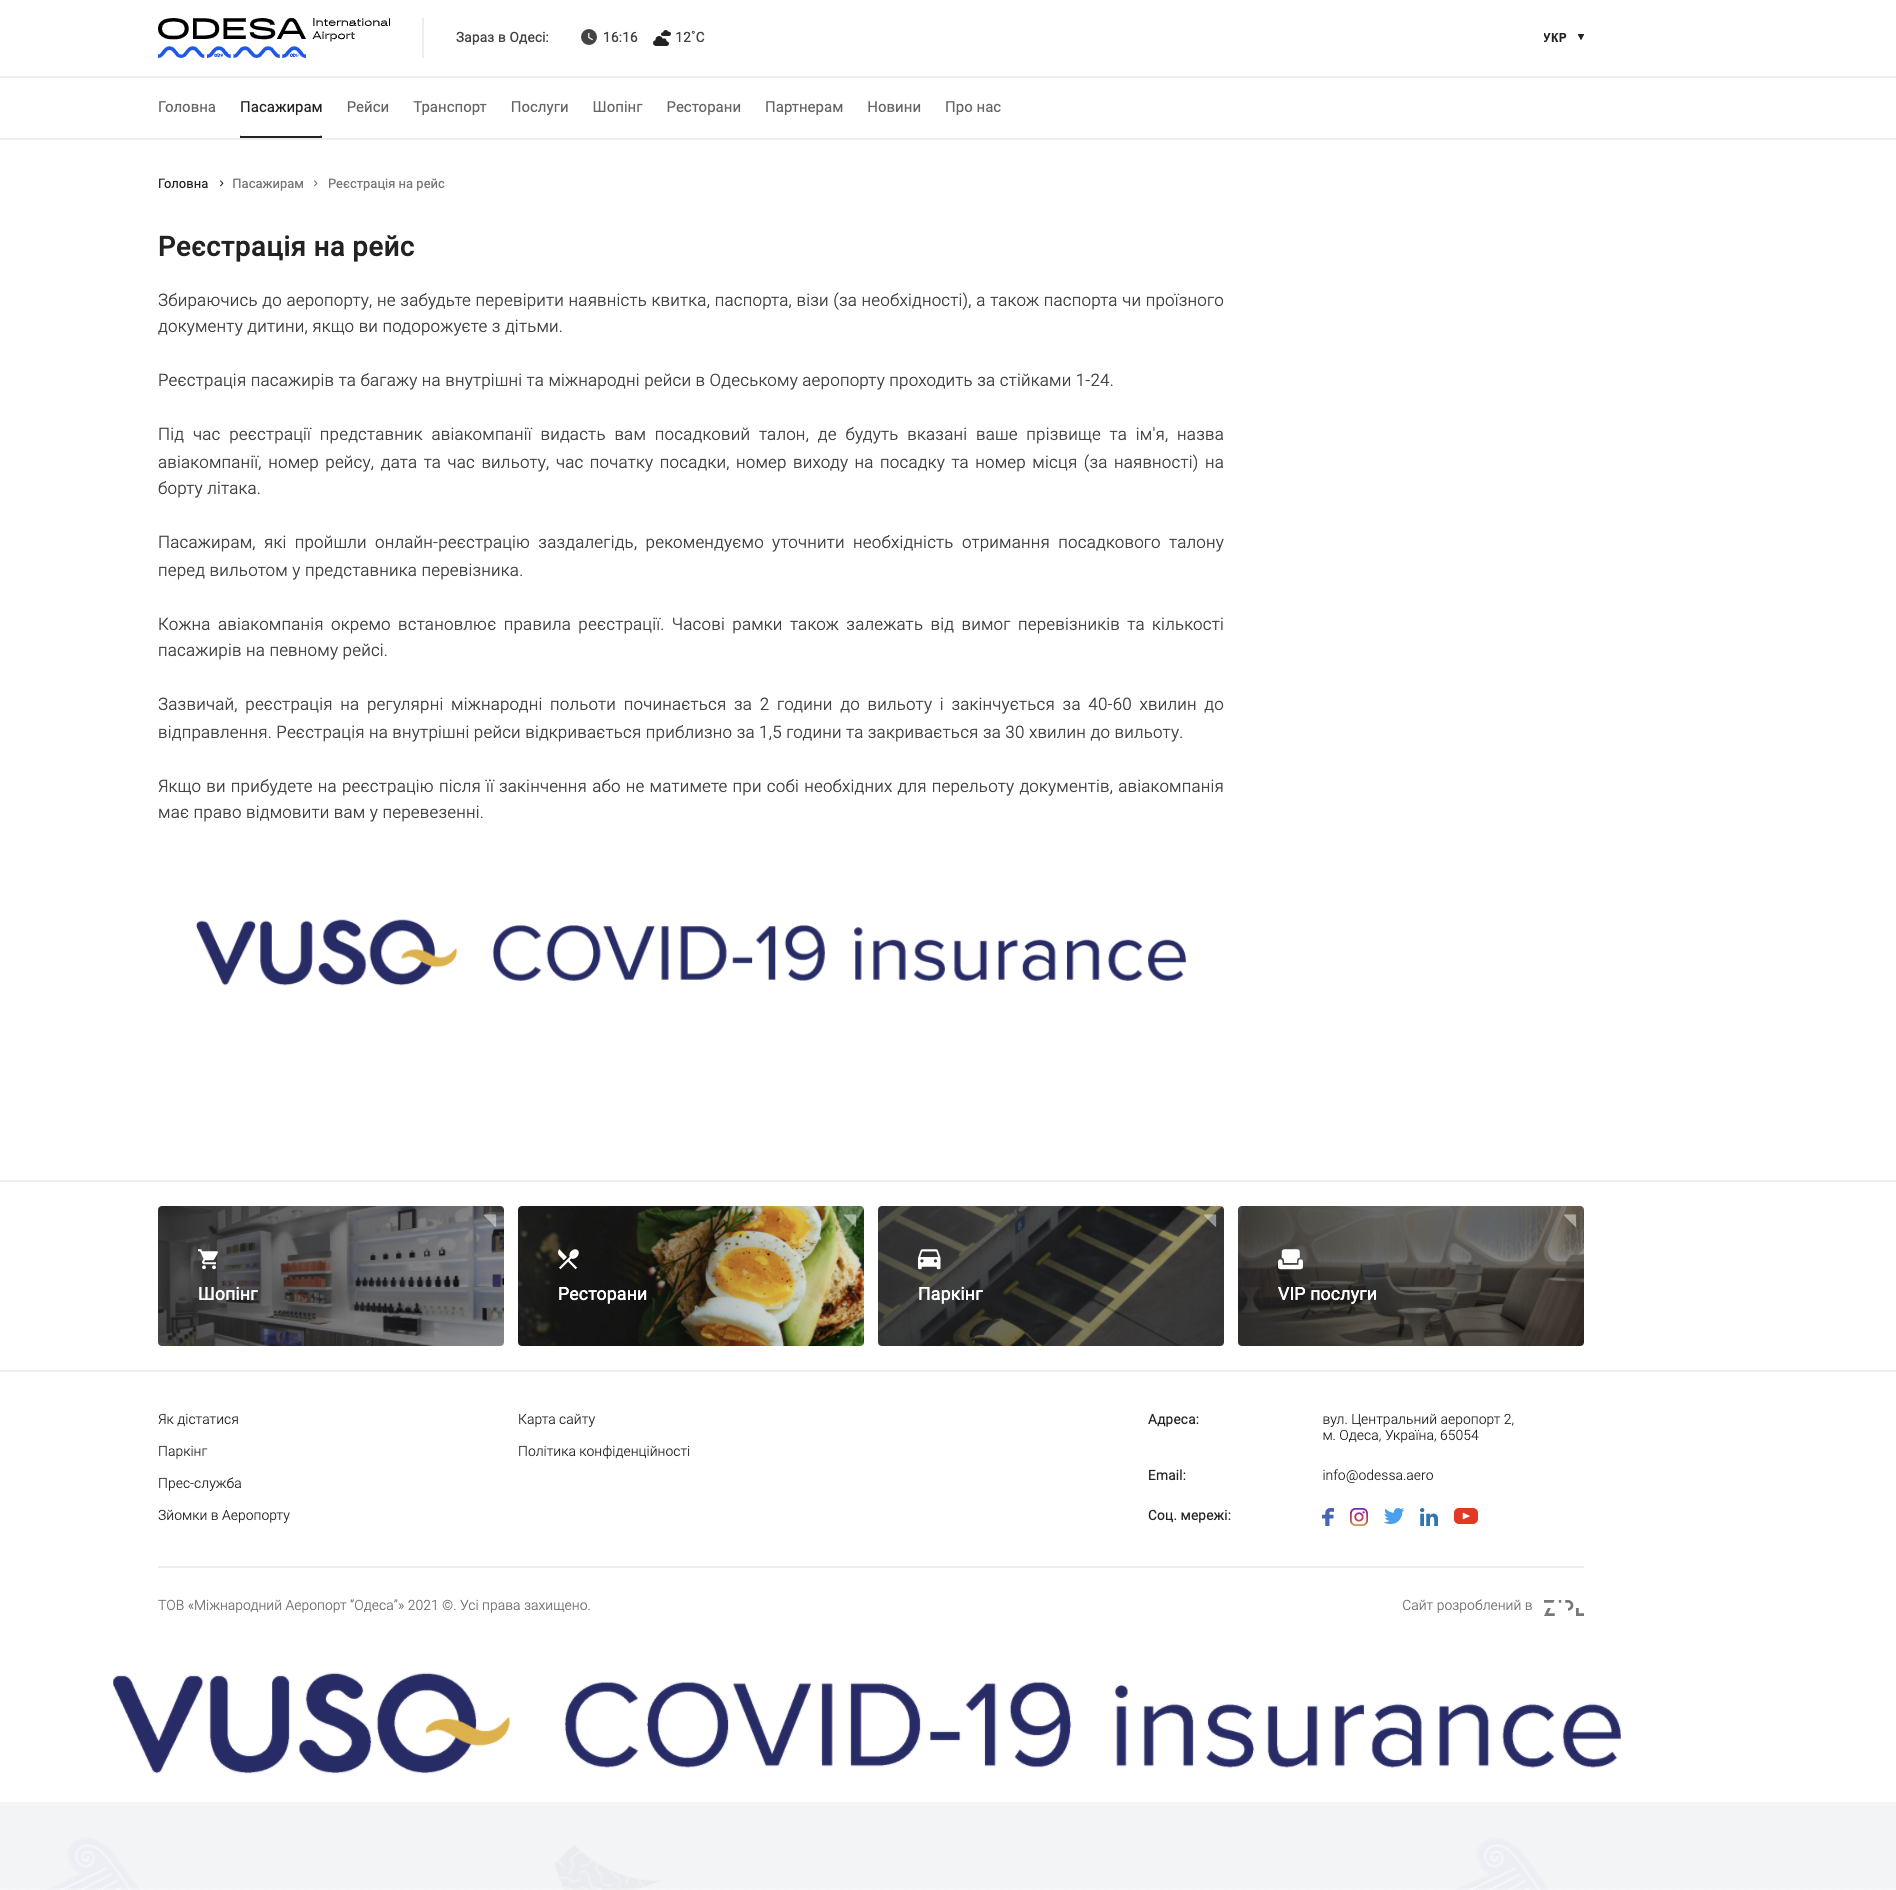 ODESA International
Airport
Зараз в Одесі: 16:16 12˚C
УКР
Головна Пасажирам Рейси Транспорт Послуги Шопінг Ресторани Партнерам Новини Про нас
Головна > Пасажирам > Реєстрація на рейс
Реєстрація на рейс
Збираючись до аеропорту, не забудьте перевірити наявність квитка, паспорта, візи (за необхідності), а також паспорта чи проїзного
документу дитини, якщо ви подорожуєте з дітьми.
Реєстрація пасажирів та багажу на внутрішні та міжнародні рейси в Одеському аеропорту проходить за стійками 1-24.
Під час реєстрації представник авіакомпанії видасть вам посадковий талон, де будуть вказані ваше прізвище та ім'я, назва
авіакомпанії, номер рейсу, дата та час вильоту, час початку посадки, номер виходу на посадку та номер місця (за наявності) на
борту літака.
Пасажирам, які пройшли онлайн-реєстрацію заздалегідь, рекомендуємо уточнити необхідність отримання посадкового талону
перед вильотом у представника перевізника.
Кожна авіакомпанія окремо встановлює правила реєстрації. Часові рамки також залежать від вимог перевізників та кількості
пасажирів на певному рейсі.
Зазвичай, реєстрація на регулярні міжнародні польоти починається за 2 години до вильоту і закінчується за 40-60 хвилин до
відправлення. Реєстрація на внутрішні рейси відкривається приблизно за 1,5 години та закривається за 30 хвилин до вильоту.
Якщо ви прибудете на реєстрацію після її закінчення або не матимете при собі необхідних для перельоту документів, авіакомпанія
має право відмовити вам у перевезенні.
VUSO COVID-19 insurance
Шопінг Ресторани Паркінг VIP послуги
Як дістатися
Паркінг
Прес-служба
Зйомки в Аеропорту
Карта сайту
Політика конфіденційності
Адреса: вул. Центральний аеропорт 2,
м. Одеса, Україна, 65054
Email: info@odessa.aero
Соц. мережі:
ТОВ «Міжнародний Аеропорт “Одеса”» 2021 ©. Усі права захищено.
Сайт розроблений в
VUSO COVID-19 insurance